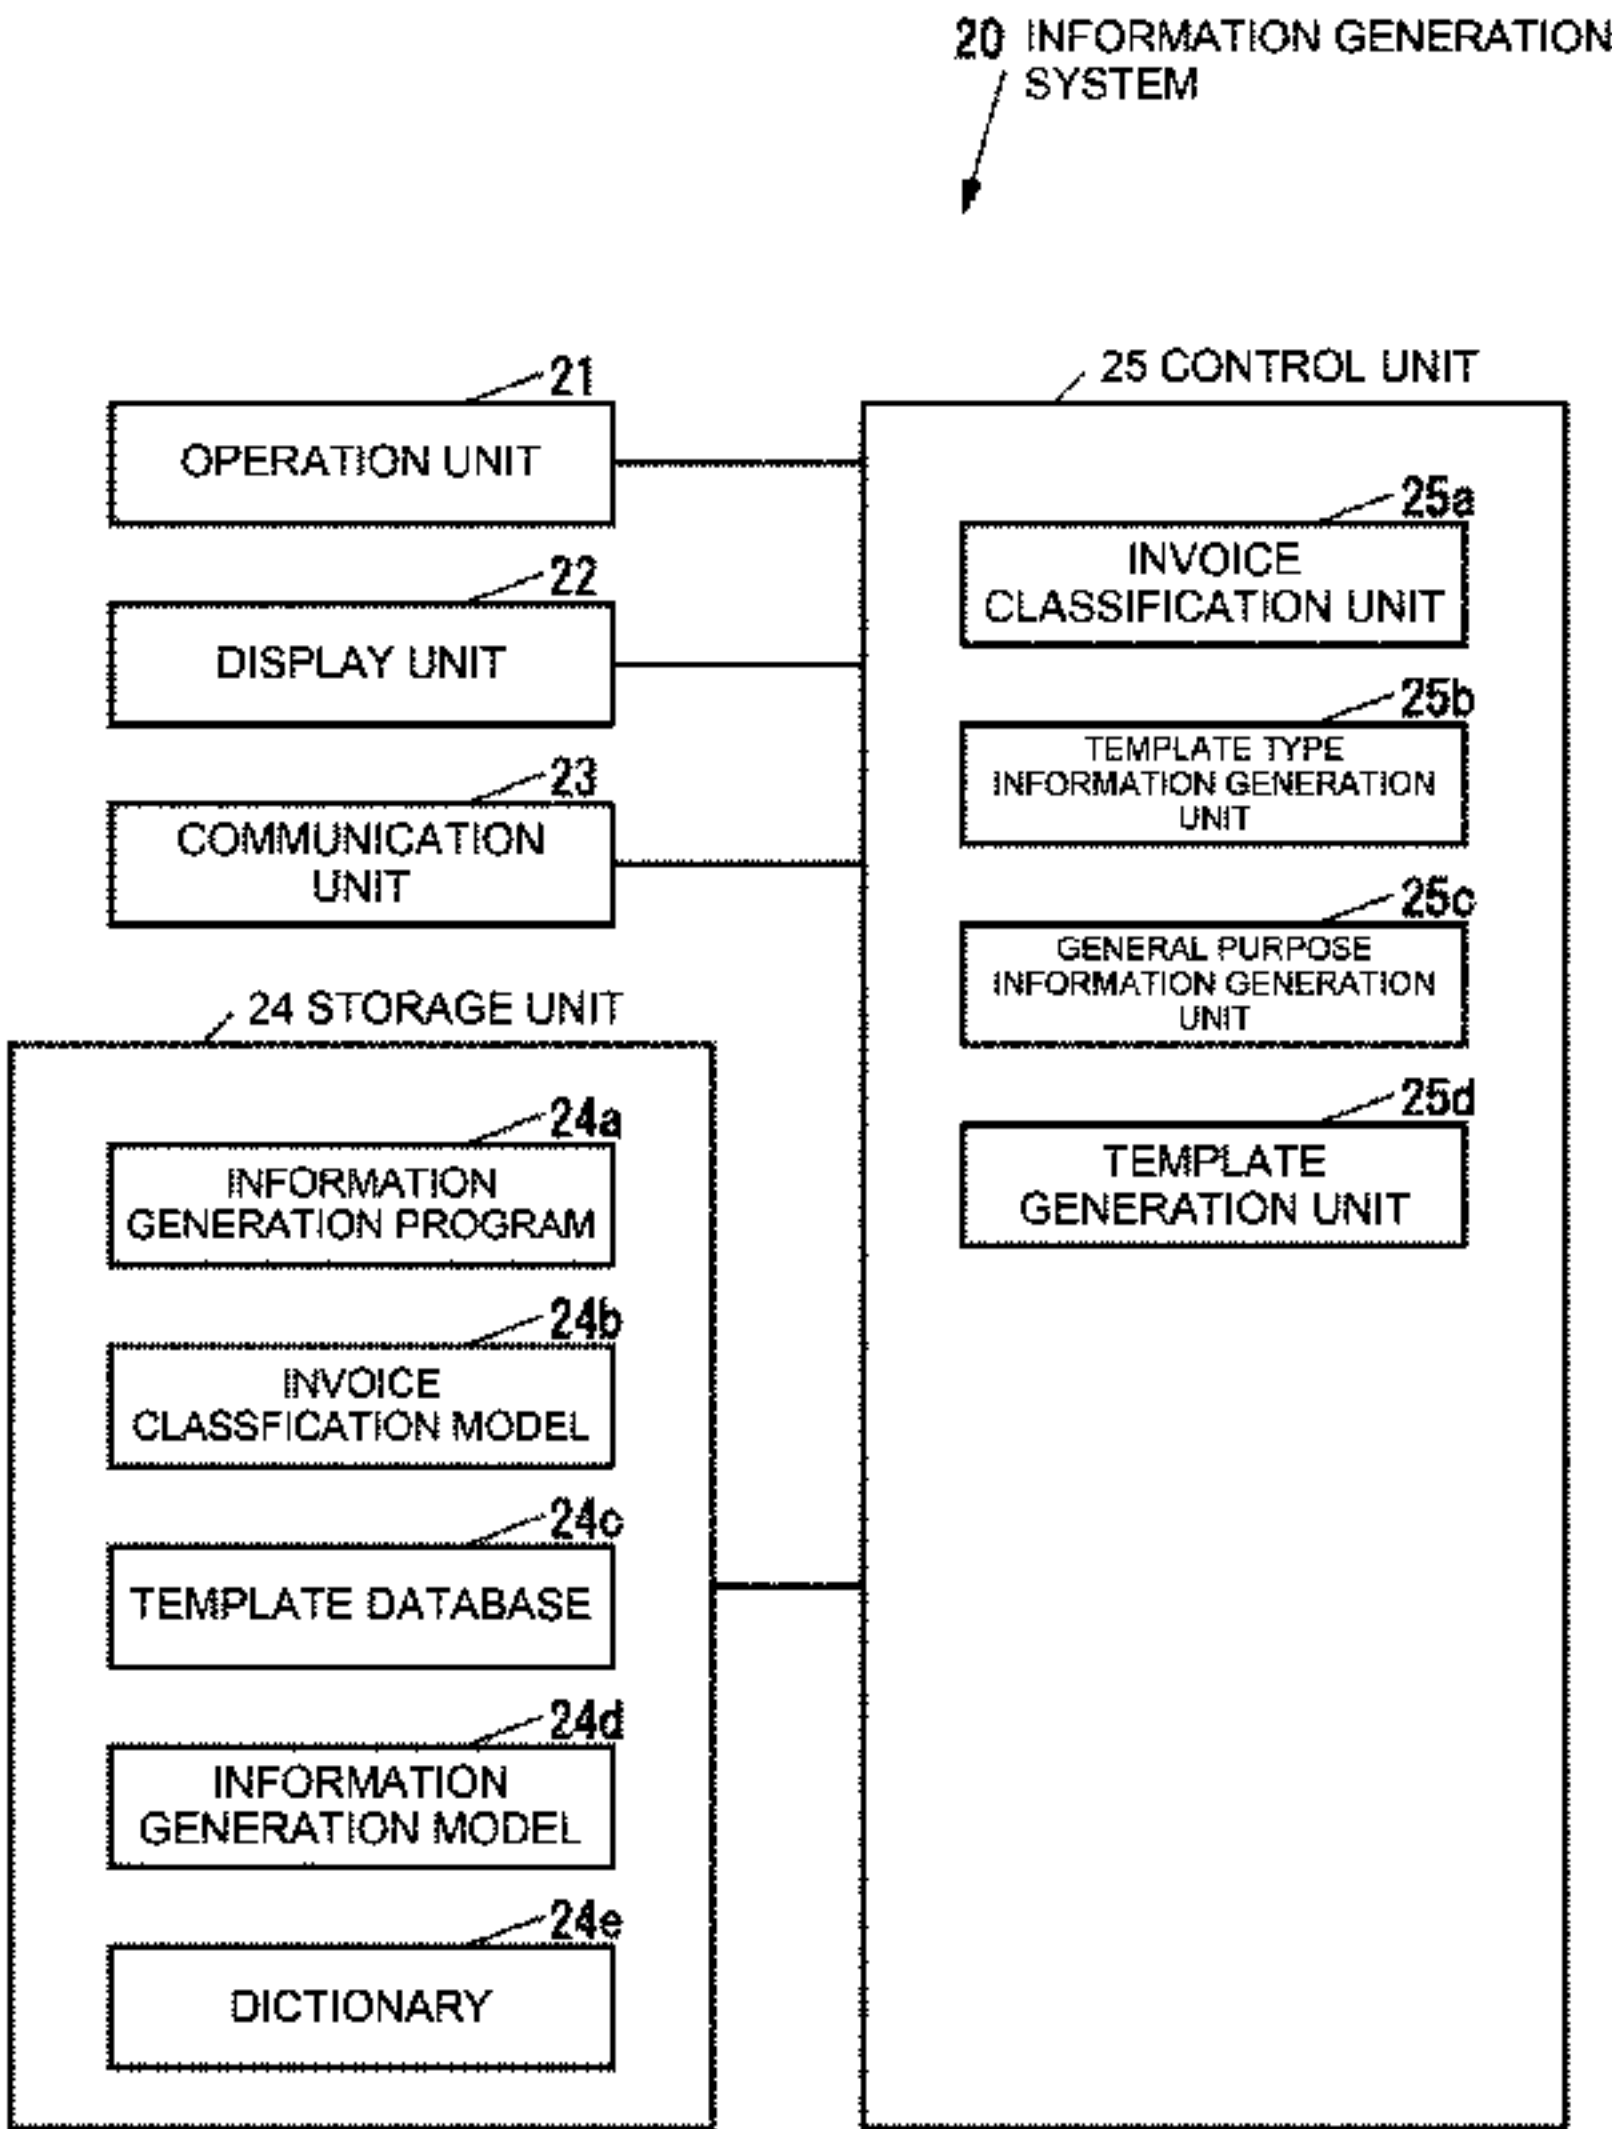 20 INFORMATION GENERATION
SYSTEM
21
OPERATION UNIT
22
DISPLAY UNIT
23
COMMUNICATION
UNIT
24 STORAGE UNIT
24a
INFORMATION
GENERATION PROGRAM
24b
INVOICE
CLASSFICATION MODEL
24c
TEMPLATE DATABASE
24d
INFORMATION
GENERATION MODEL
24e
DICTIONARY
25 CONTROL UNIT
25a
INVOICE
CLASSIFICATION UNIT
25b
TEMPLATE TYPE
INFORMATION GENERATION
UNIT
25c
GENERAL PURPOSE
INFORMATION GENERATION
UNIT
25d
TEMPLATE
GENERATION UNIT